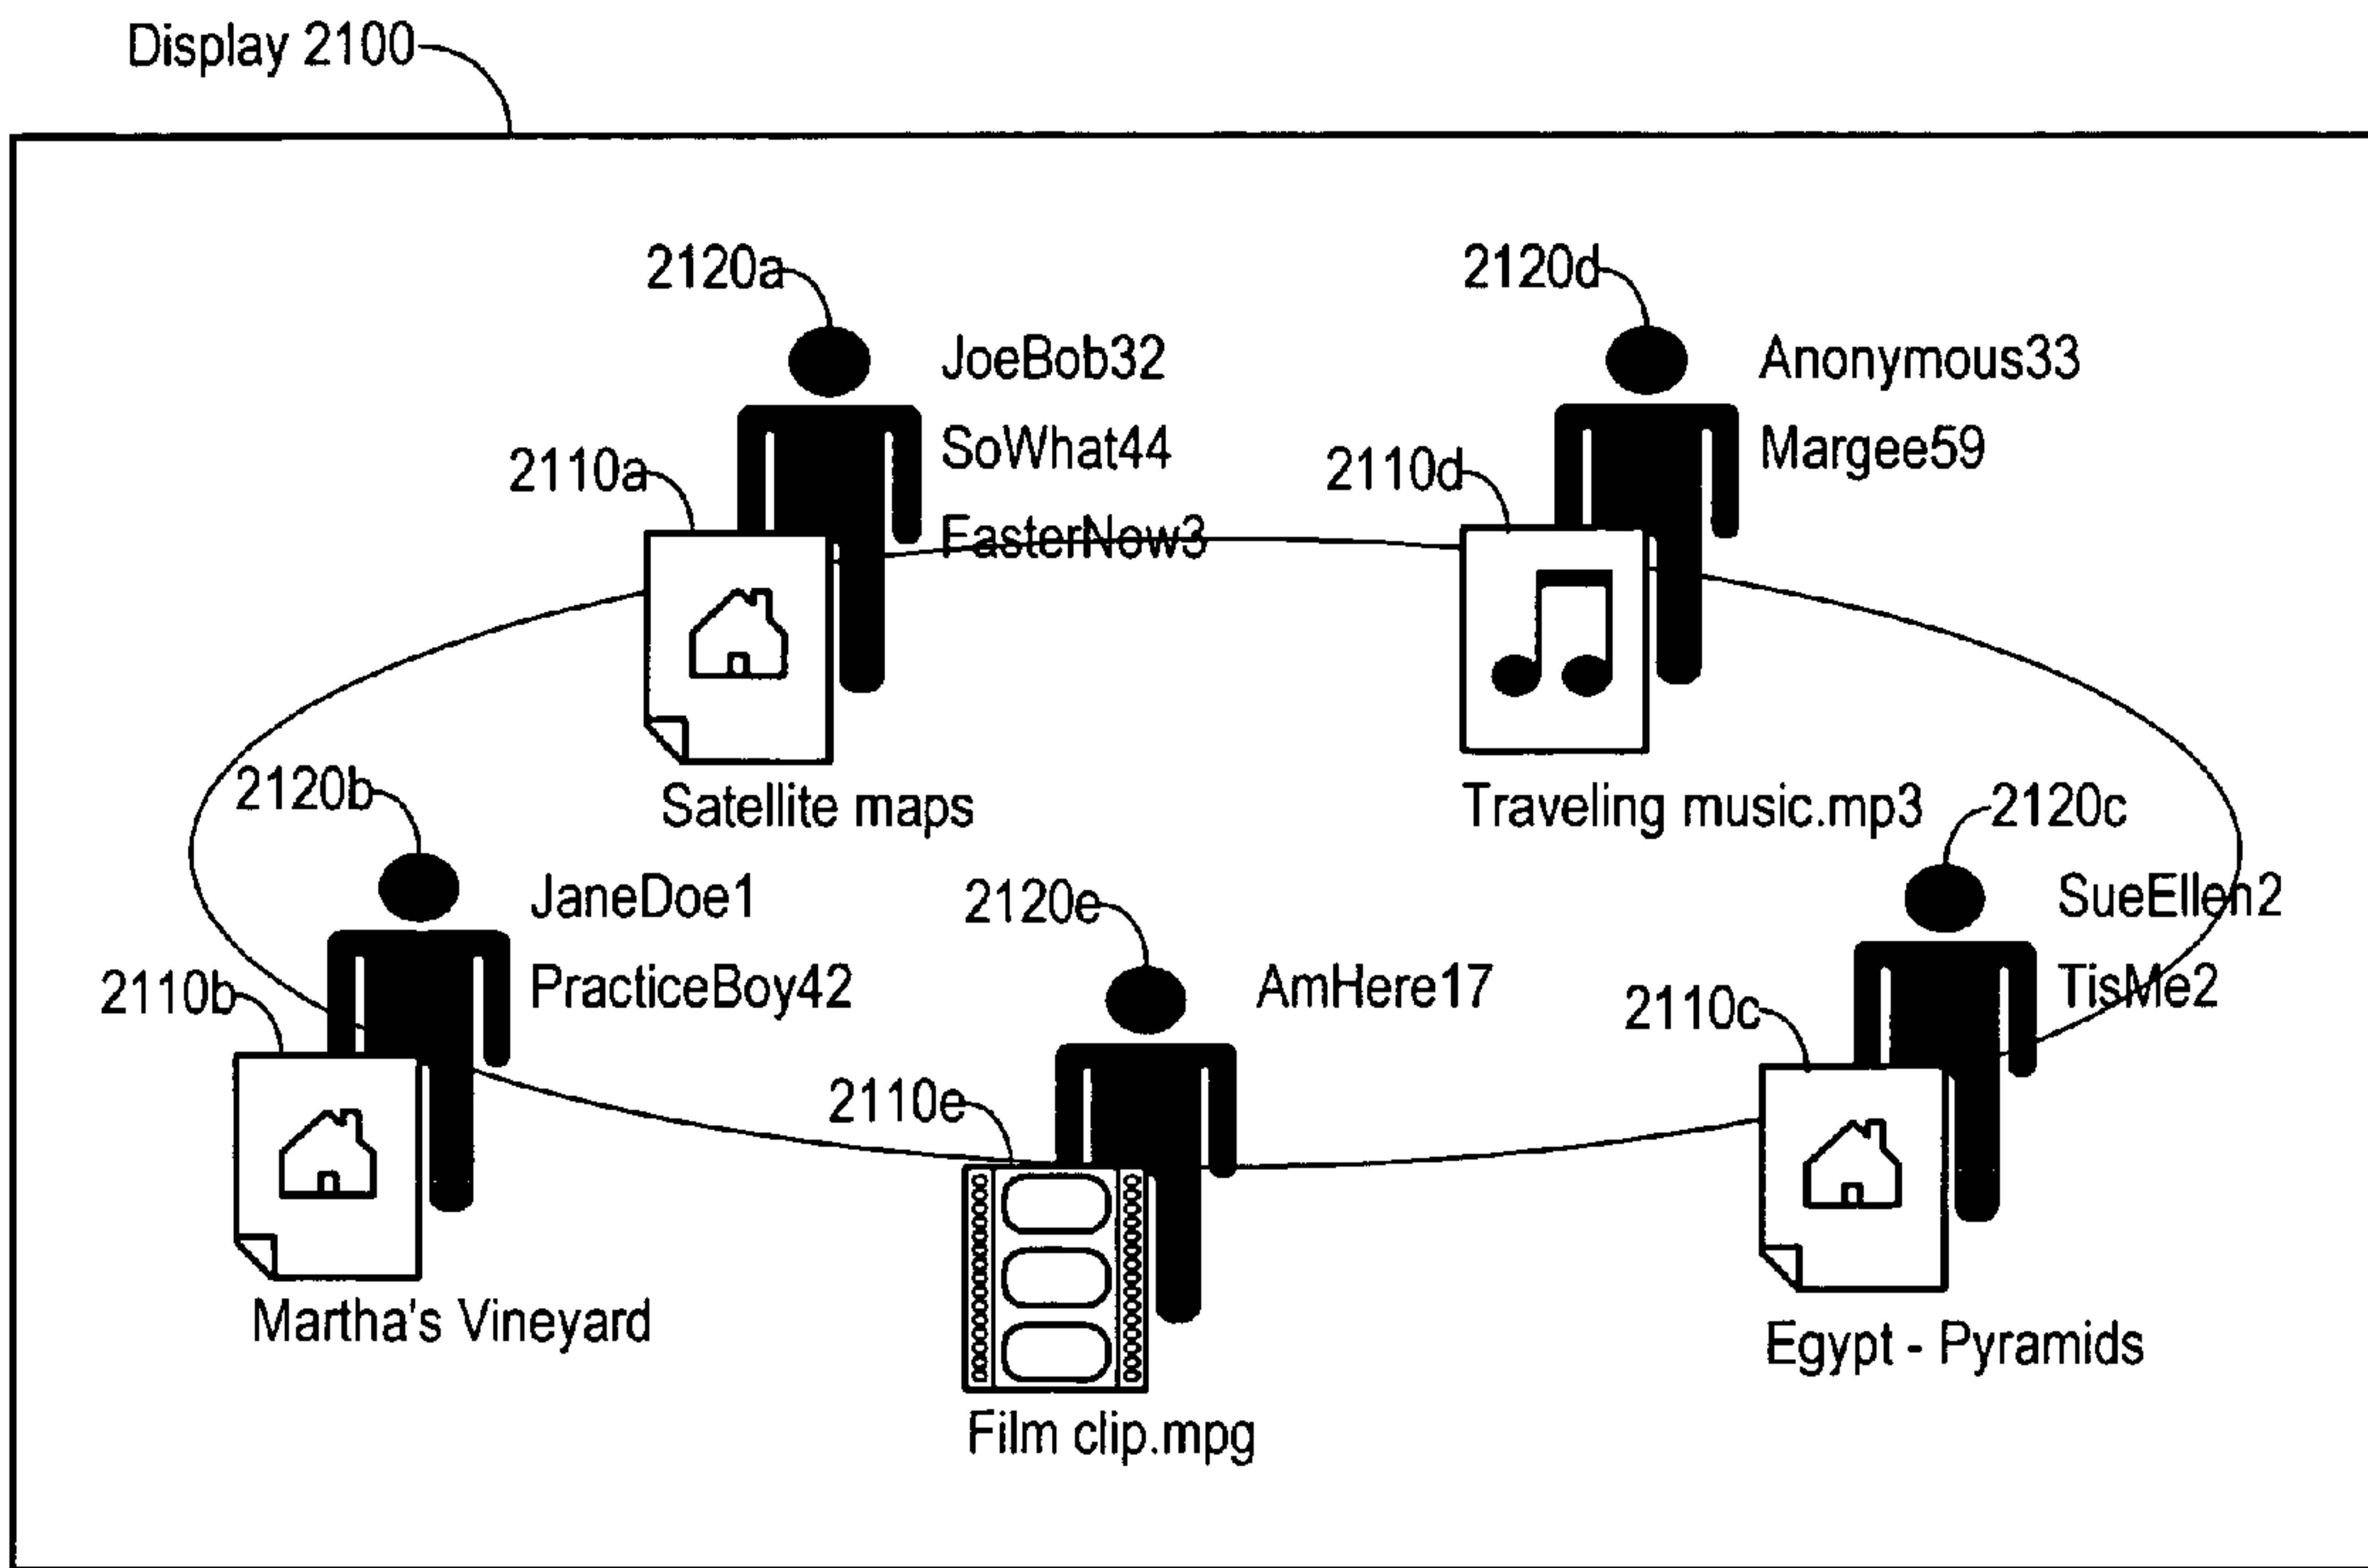 Display 2100
2120a
2120d
JoeBob32
Anonymous33
SoWhat44
Margee59
2110a
2110d
FasterNow3
Satellite maps
Traveling music.mp3
2120b
2120c
JaneDoe1
2120e
SueEllen2
PracticeBoy42
AmHere17
TisMe2
2110b
2110c
2110e
Martha's Vineyard
Egypt - Pyramids
Film clip.mpg